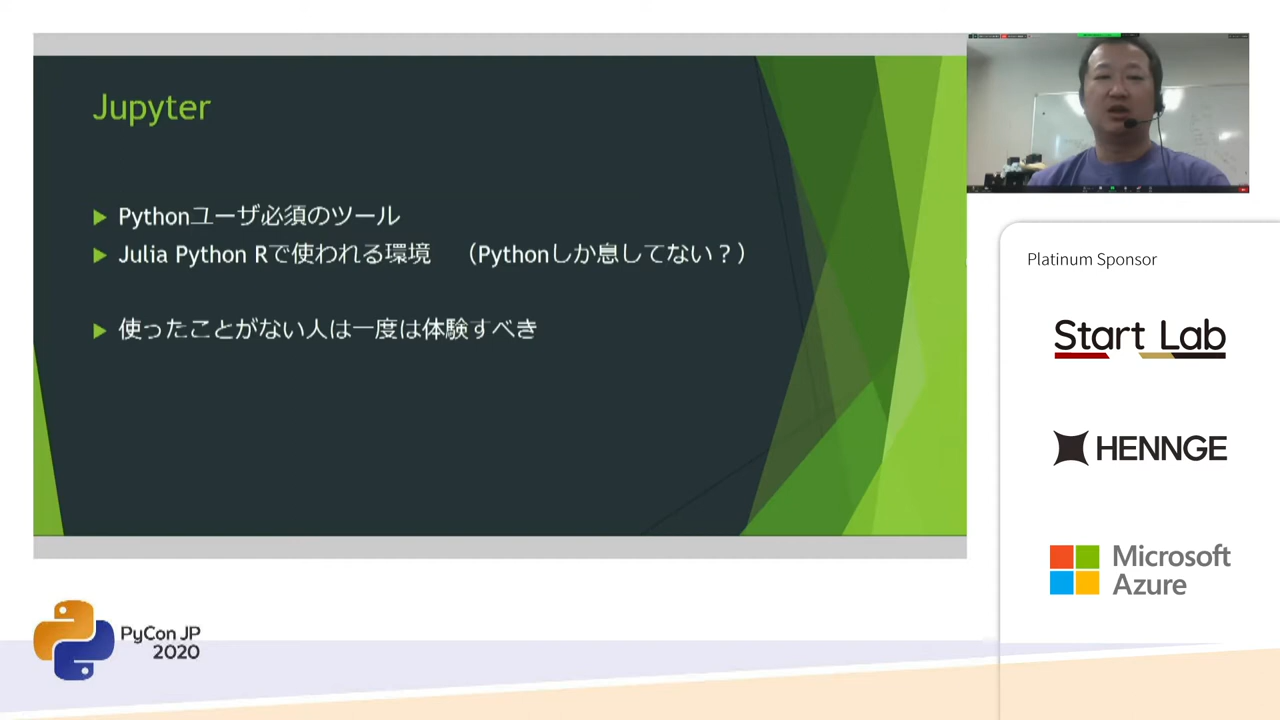 Jupyter
Pythonユーザ必須のツール
Julia Python Rで使われる環境 （Pythonしか息してない？）
使ったことがない人は一度は体験すべき
Platinum Sponsor
Start Lab
HENNGE
Microsoft
Azure
PyCon JP
2020